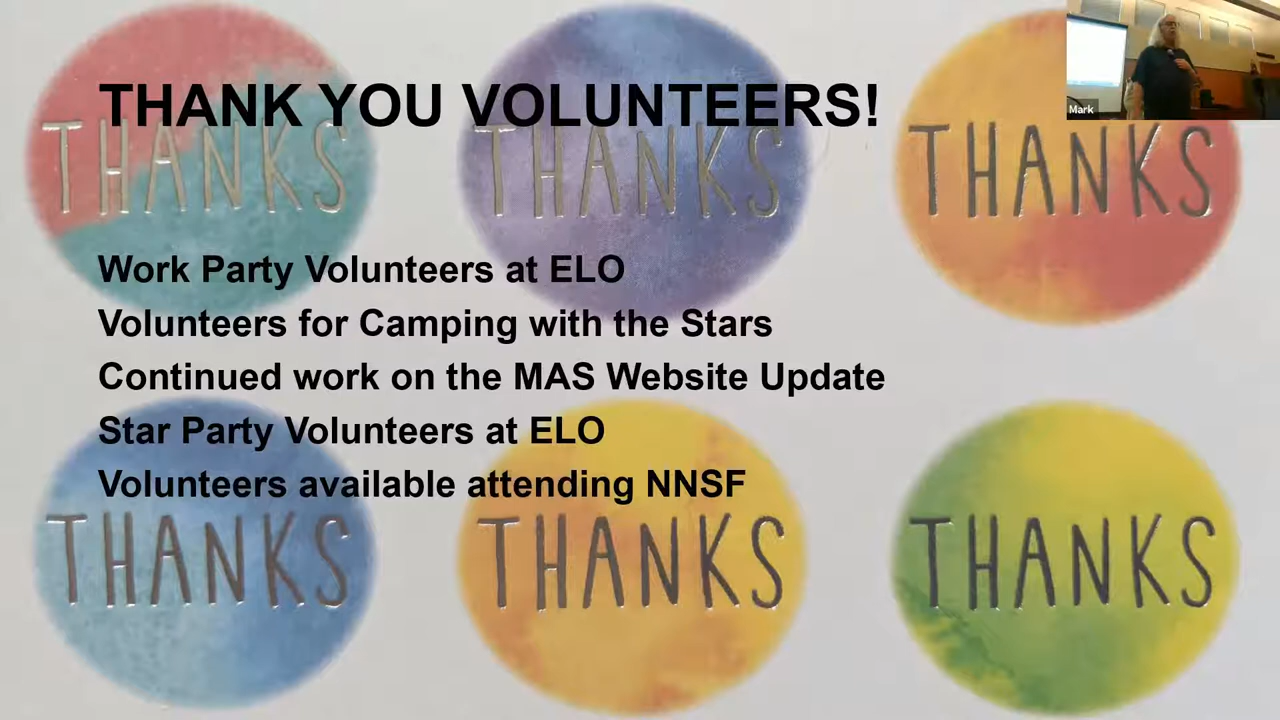 THANK YOU VOLUNTEERS!
THANKS THANKS THANKS
Work Party Volunteers at ELO
Volunteers for Camping with the Stars
Continued work on the MAS Website Update
Star Party Volunteers at ELO
Volunteers available attending NNSF
THANKS THANKS THANKS
Mark